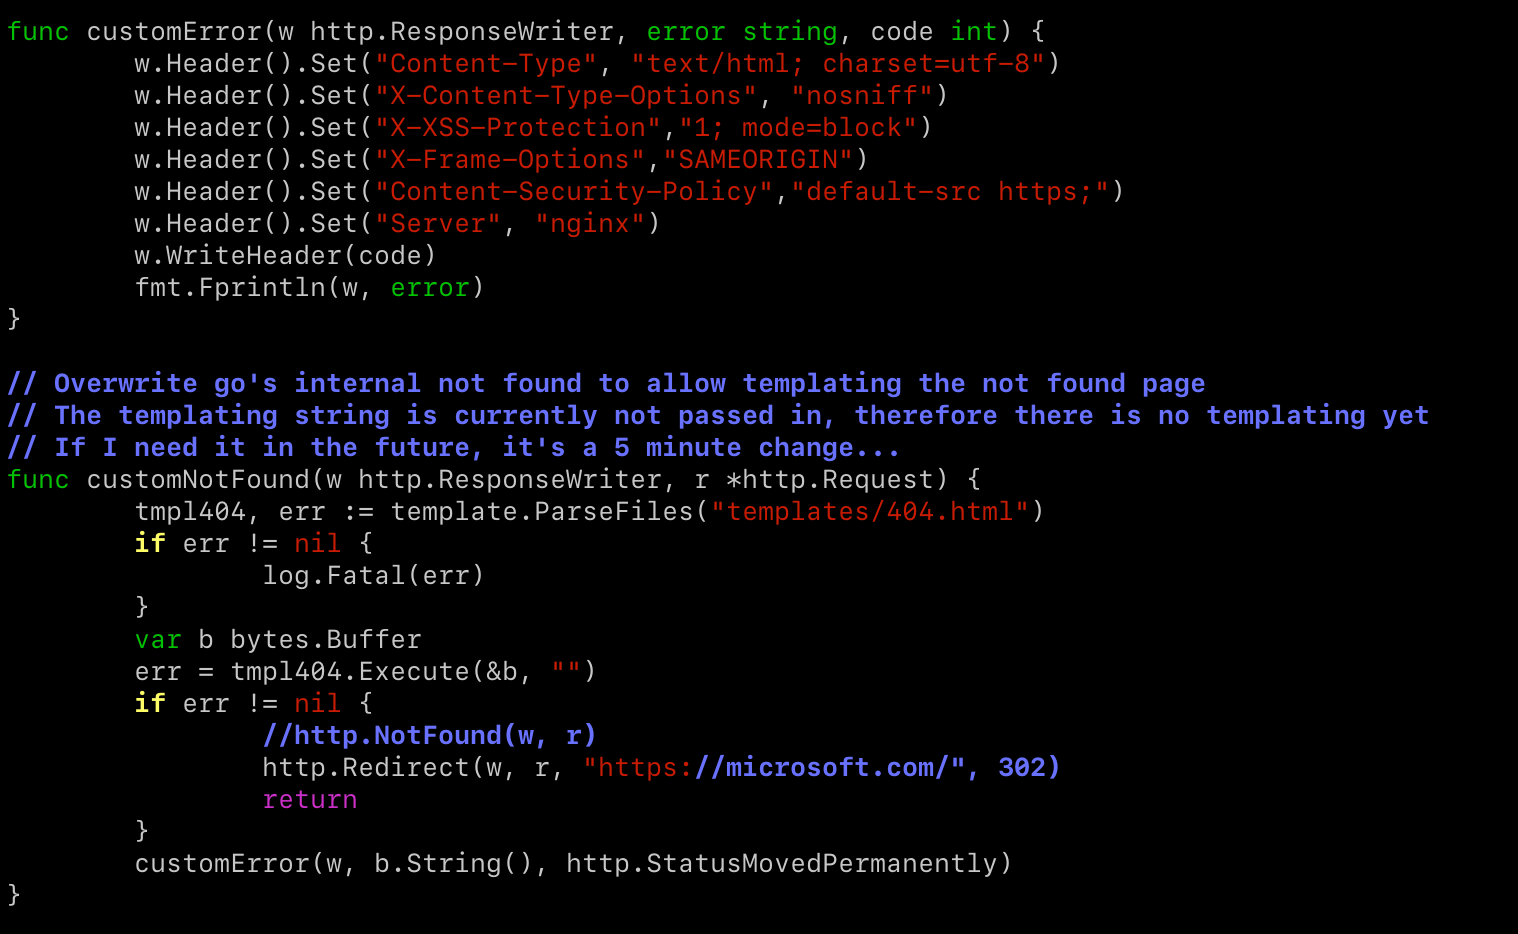 func customError(w http.ResponseWriter, error string, code int) {
        w.Header().Set("Content-Type", "text/html; charset=utf-8")
        w.Header().Set("X-Content-Type-Options", "nosniff")
        w.Header().Set("X-XSS-Protection","1; mode=block")
        w.Header().Set("X-Frame-Options","SAMEORIGIN")
        w.Header().Set("Content-Security-Policy","default-src https;")
        w.Header().Set("Server", "nginx")
        w.WriteHeader(code)
        fmt.Fprintln(w, error)
}

// Overwrite go's internal not found to allow templating the not found page
// The templating string is currently not passed in, therefore there is no templating yet
// If I need it in the future, it's a 5 minute change...
func customNotFound(w http.ResponseWriter, r *http.Request) {
        tmpl404, err := template.ParseFiles("templates/404.html")
        if err != nil {
                log.Fatal(err)
        }
        var b bytes.Buffer
        err = tmpl404.Execute(&b, "")
        if err != nil {
                //http.NotFound(w, r)
                http.Redirect(w, r, "https://microsoft.com/", 302)
                return
        }
        customError(w, b.String(), http.StatusMovedPermanently)
}